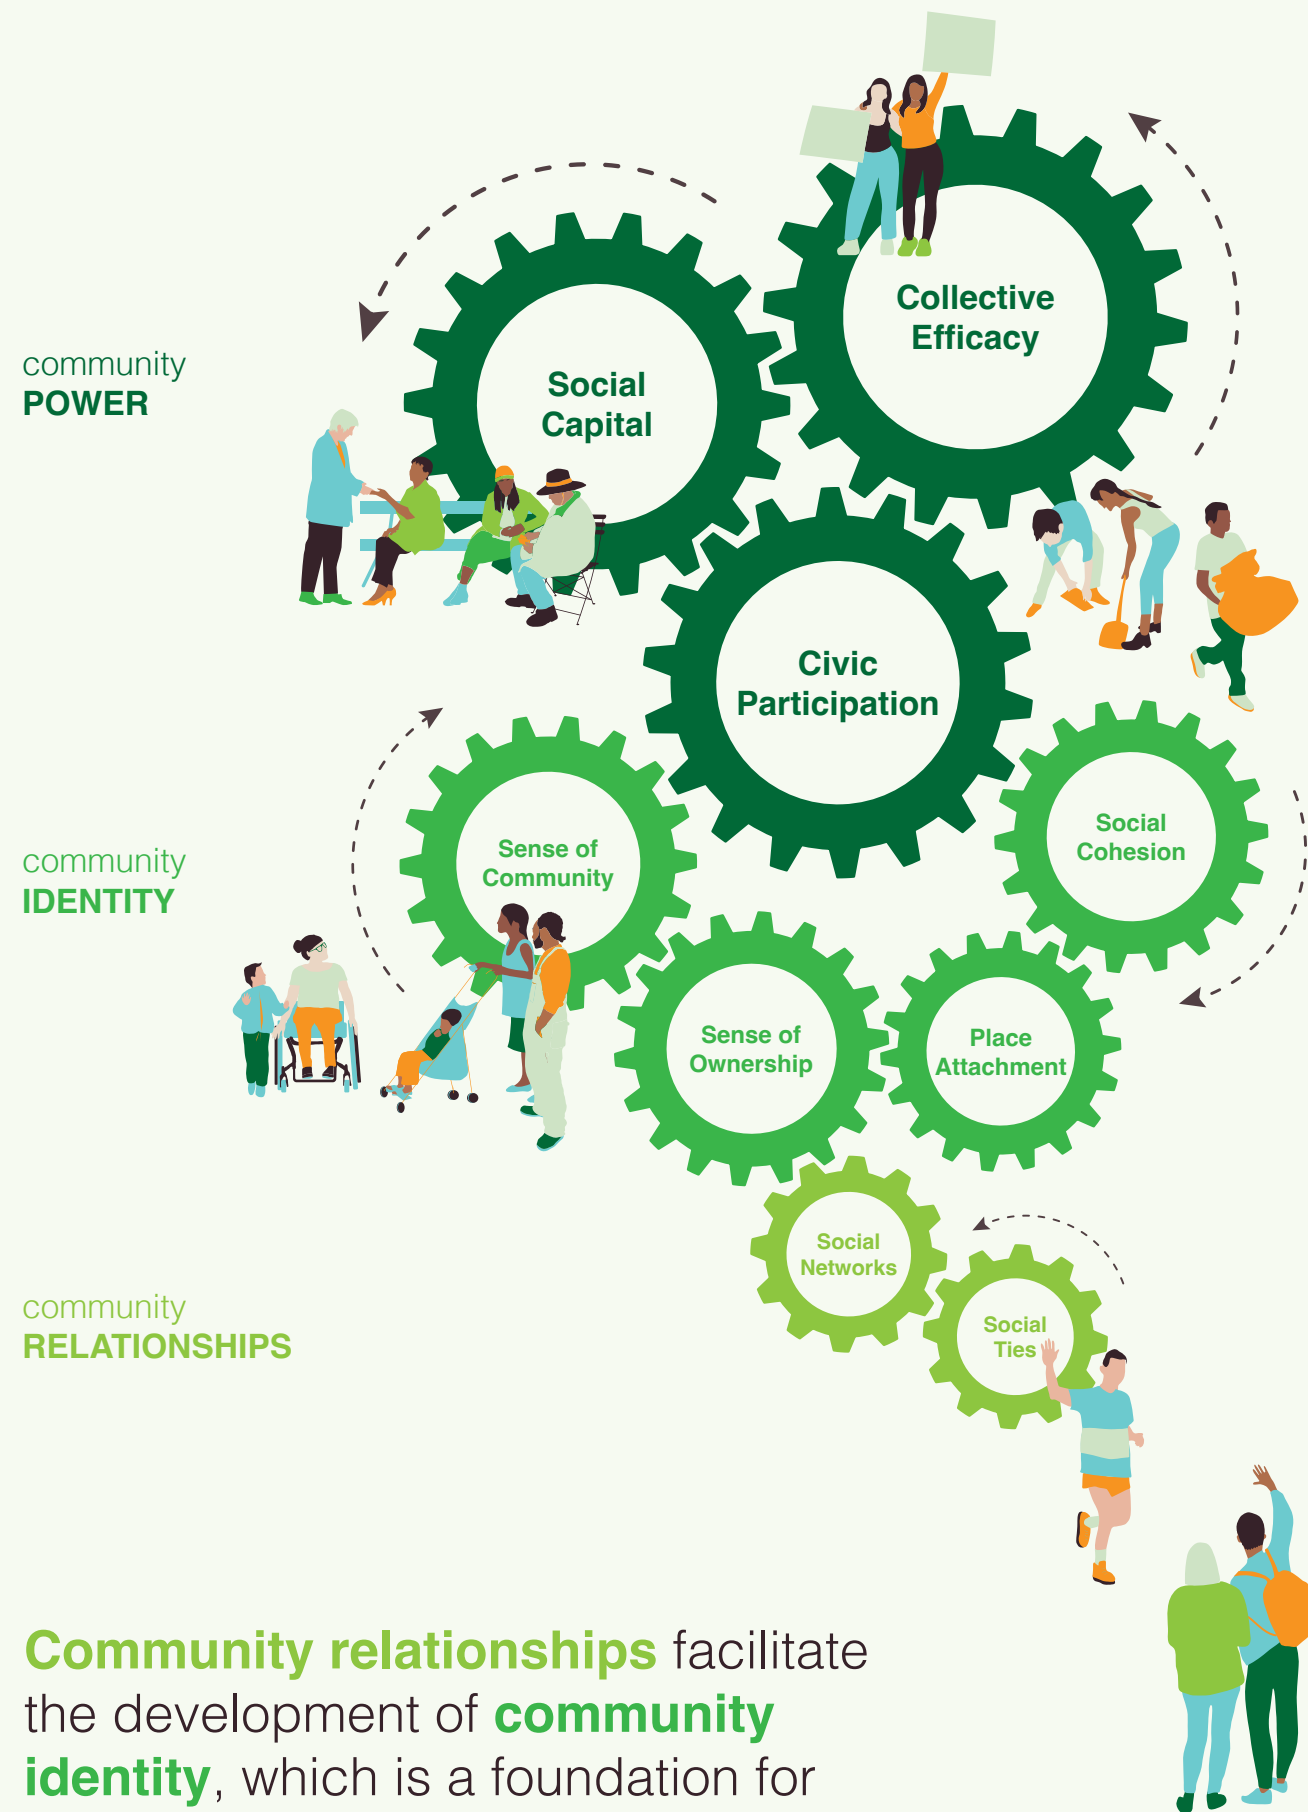 Collective
Efficacy
community
POWER
Social
Capital
Civic
Participation
community
IDENTITY
Sense of
Community
Social
Cohesion
Sense of
Ownership
Place
Attachment
community
RELATIONSHIPS
Social
Networks
Social
Ties
Community relationships facilitate
the development of community
identity, which is a foundation for